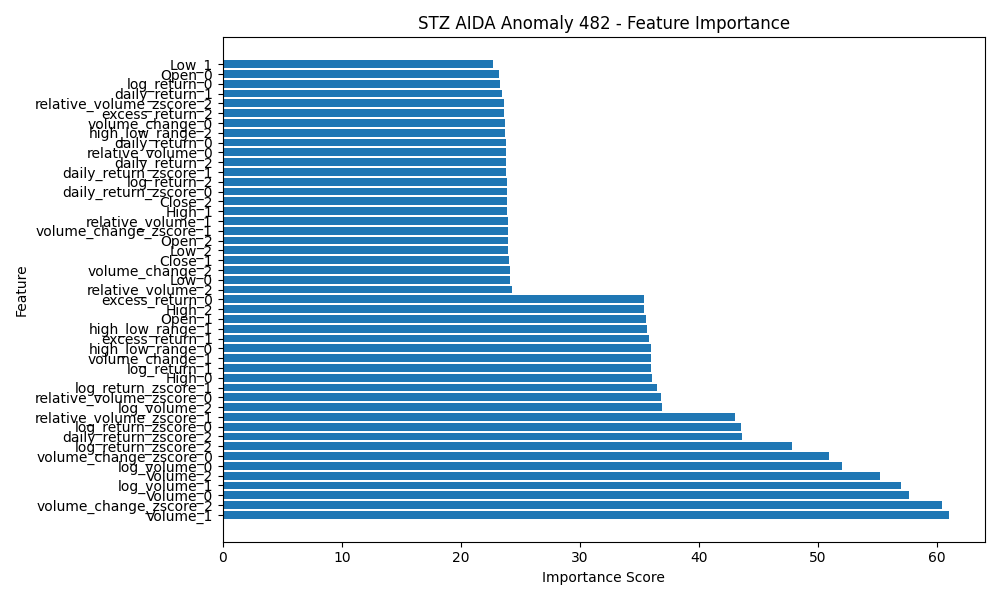 STZ AIDA Anomaly 482 - Feature Importance
Low_1
Open_0
log_return_0
daily_return_1
relative_volume_zscore_2
excess_return_2
volume_change_0
high_low_range_2
daily_return_0
relative_volume_0
daily_return_2
daily_return_zscore_1
log_return_2
daily_return_zscore_0
Close_2
High_1
relative_volume_1
volume_change_zscore_1
Open_2
Low_2
Close_1
volume_change_2
Low_0
relative_volume_2
excess_return_0
High_2
Open_1
high_low_range_1
excess_return_1
high_low_range_0
volume_change_1
log_return_1
High_0
log_return_zscore_1
relative_volume_zscore_0
log_volume_2
relative_volume_zscore_1
log_return_zscore_0
daily_return_zscore_2
log_return_zscore_2
volume_change_zscore_0
log_volume_0
Volume_2
log_volume_1
Volume_0
volume_change_zscore_2
Volume_1
Feature
0 10 20 30 40 50 60
Importance Score